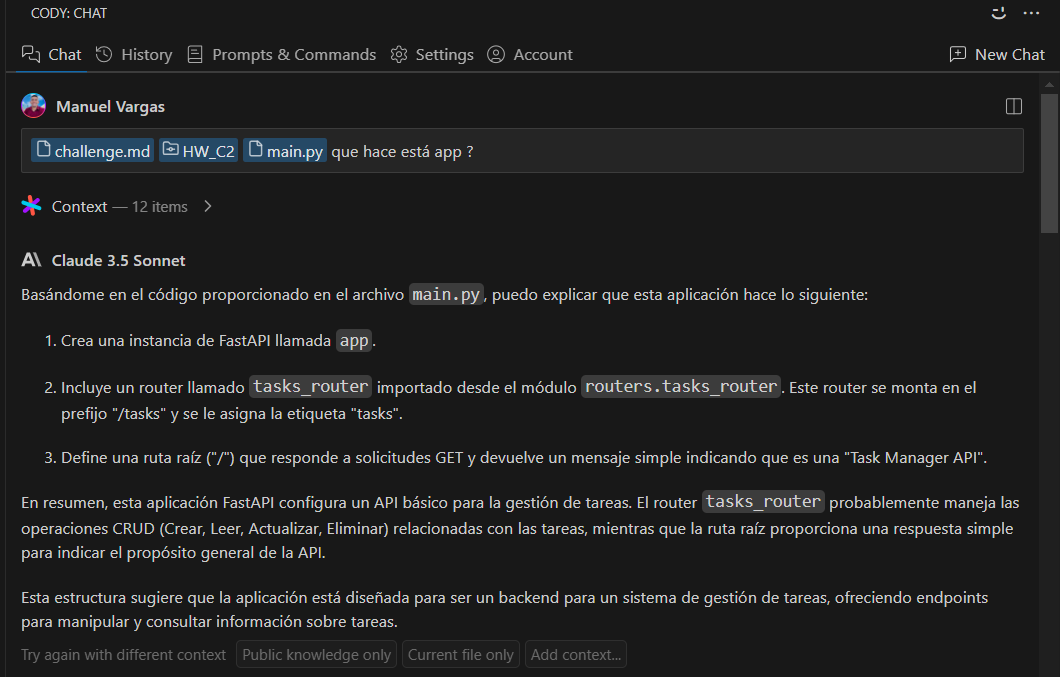 CODY: CHAT
Chat History Prompts & Commands Settings Account New Chat
Manuel Vargas
challenge.md HW_C2 main.py que hace está app ?
Context — 12 items
Claude 3.5 Sonnet
Basándome en el código proporcionado en el archivo main.py, puedo explicar que esta aplicación hace lo siguiente:
1. Crea una instancia de FastAPI llamada app.
2. Incluye un router llamado tasks_router importado desde el módulo routers.tasks_router. Este router se monta en el
prefijo "/tasks" y se le asigna la etiqueta "tasks".
3. Define una ruta raíz ("/") que responde a solicitudes GET y devuelve un mensaje simple indicando que es una "Task Manager API".
En resumen, esta aplicación FastAPI configura un API básico para la gestión de tareas. El router tasks_router probablemente maneja las
operaciones CRUD (Crear, Leer, Actualizar, Eliminar) relacionadas con las tareas, mientras que la ruta raíz proporciona una respuesta simple
para indicar el propósito general de la API.
Esta estructura sugiere que la aplicación está diseñada para ser un backend para un sistema de gestión de tareas, ofreciendo endpoints
para manipular y consultar información sobre tareas.
Try again with different context Public knowledge only Current file only Add context...